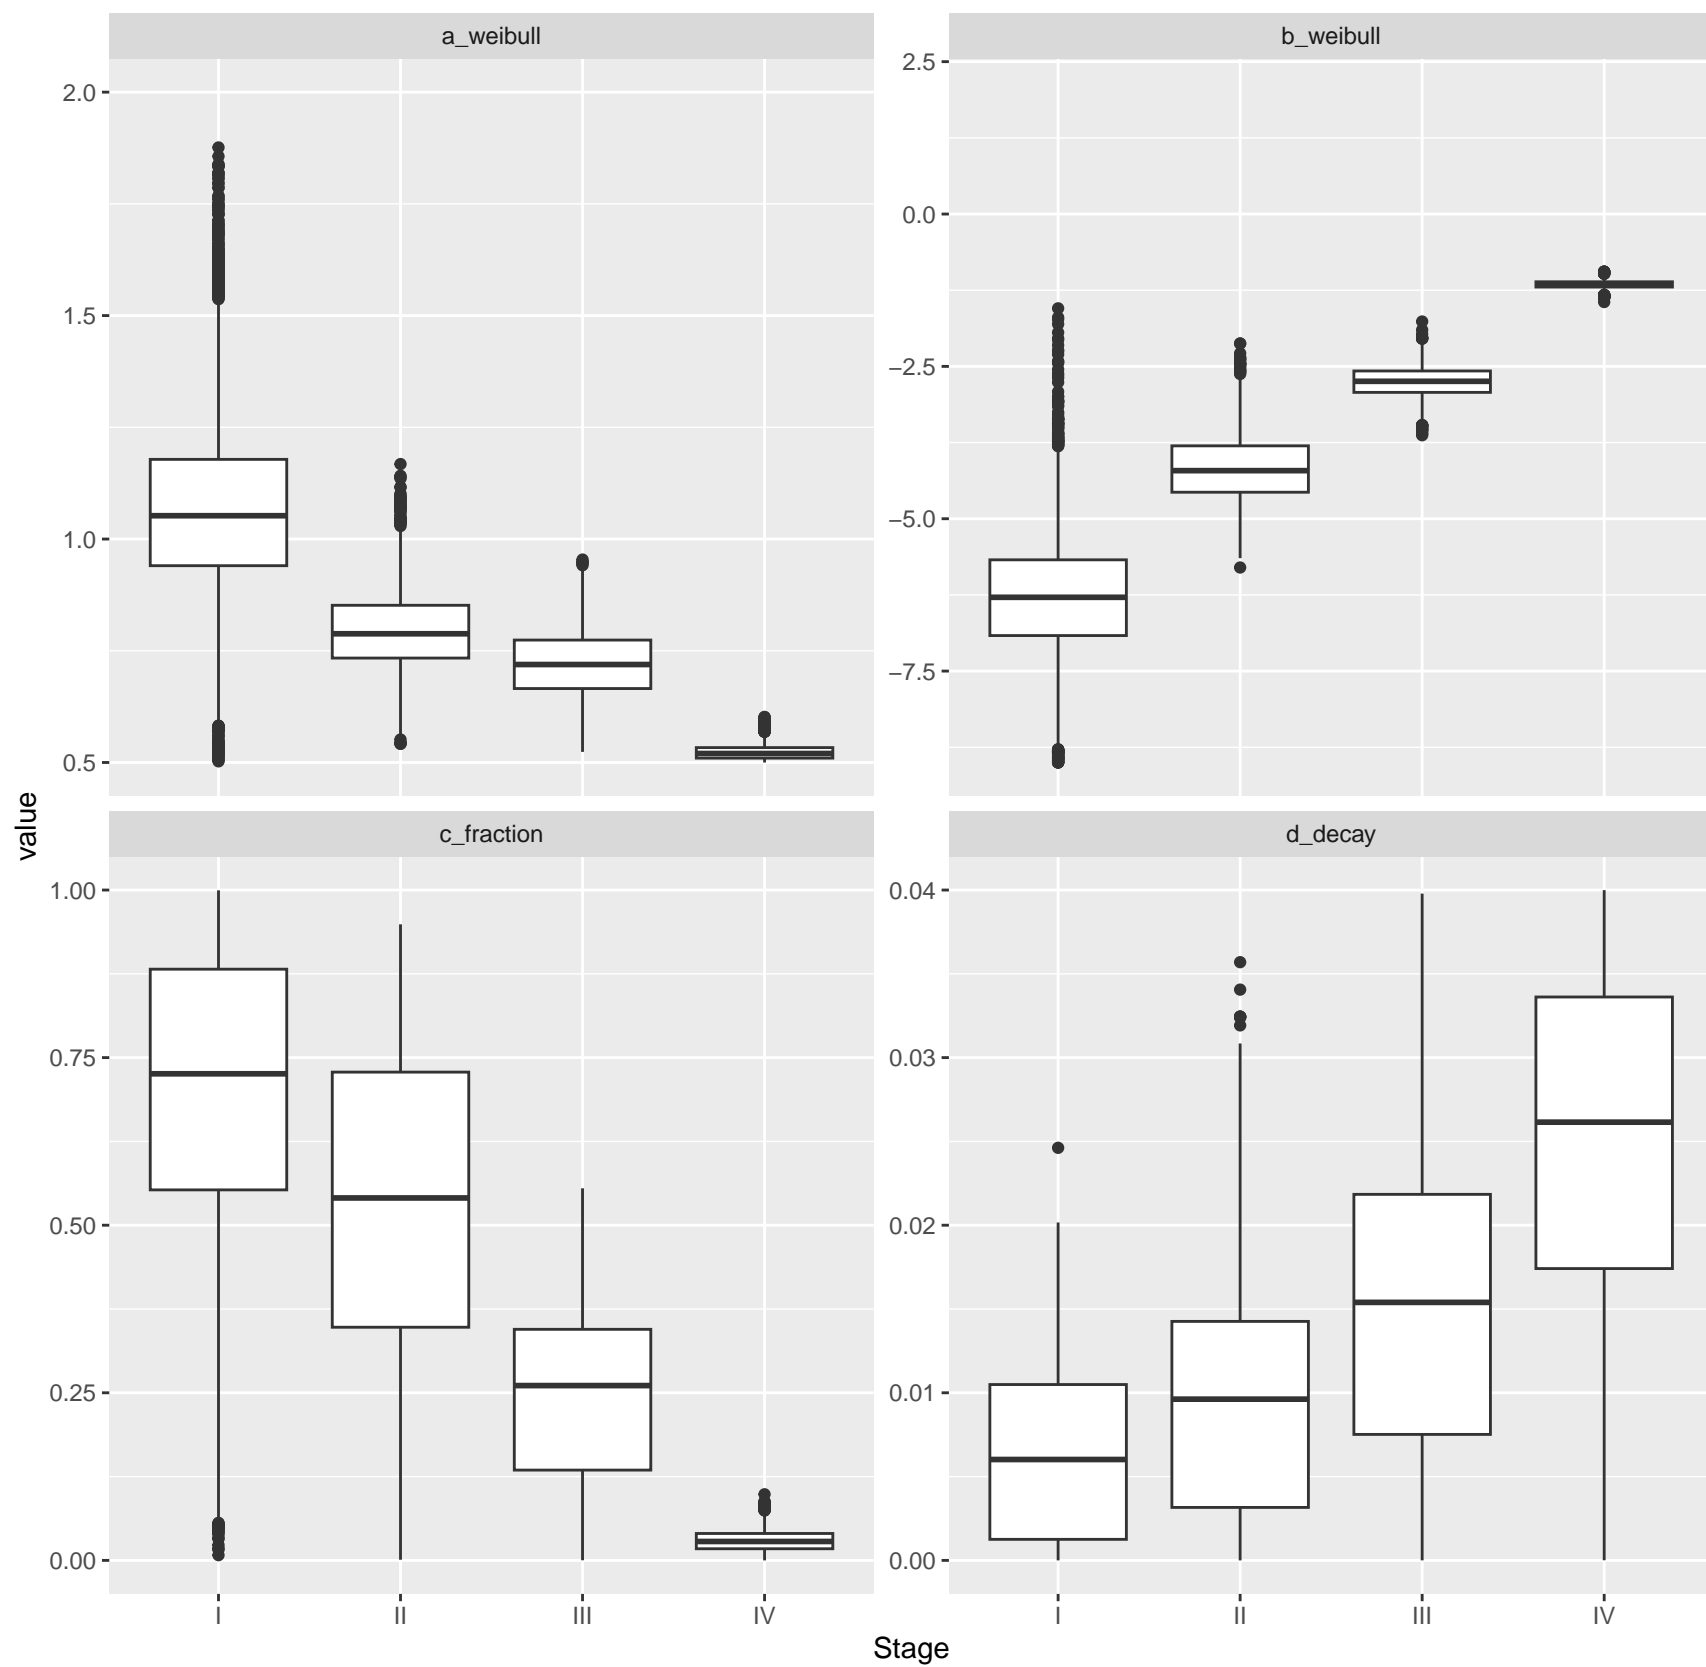 a_weibull
b_weibull
2.0
1.5
1.0
0.5
2.5
0.0
−2.5
−5.0
−7.5
value
c_fraction
d_decay
1.00
0.75
0.50
0.25
0.00
0.04
0.03
0.02
0.01
0.00
I II III IV
I II III IV
Stage